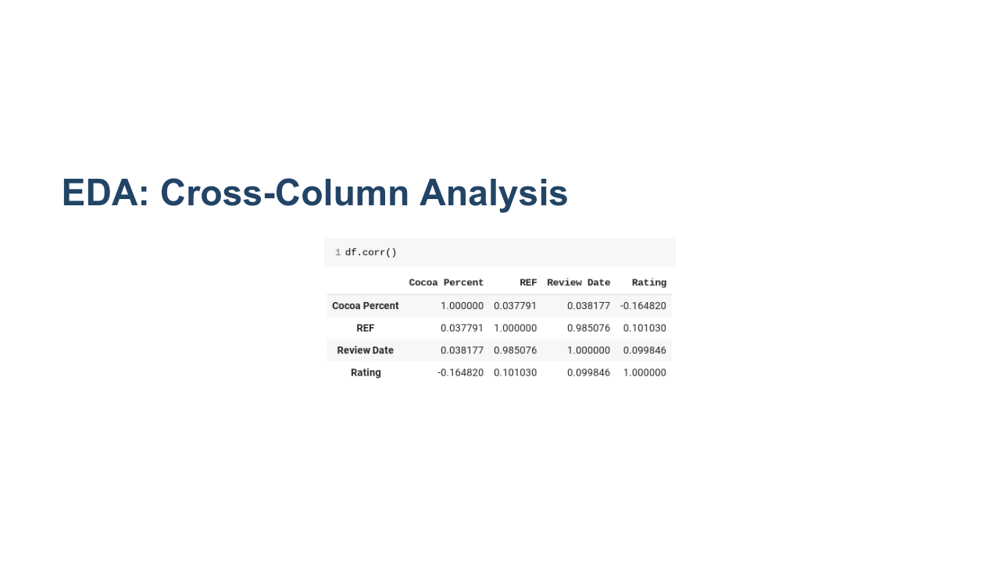 EDA: Cross-Column Analysis
1 df.corr()
Cocoa Percent REF Review Date Rating
Cocoa Percent 1.000000 0.037791 0.038177 -0.164820
REF 0.037791 1.000000 0.985076 0.101030
Review Date 0.038177 0.985076 1.000000 0.099846
Rating -0.164820 0.101030 0.099846 1.000000